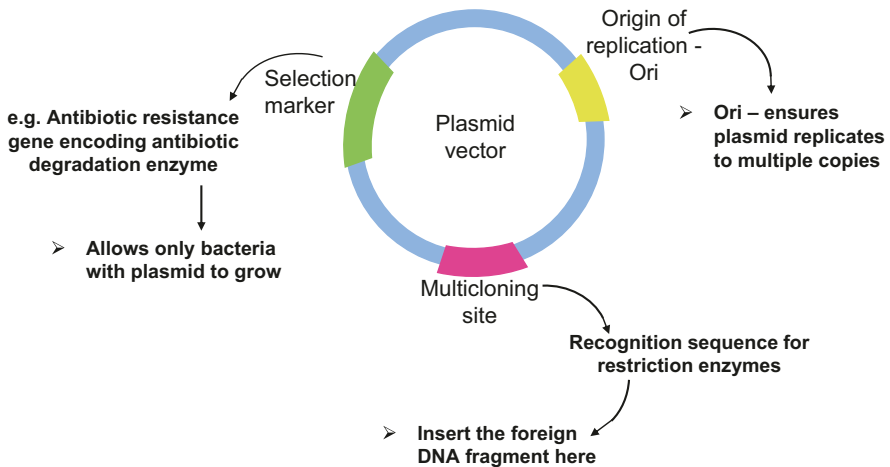 Selection
marker
e.g. Antibiotic resistance
gene encoding antibiotic
degradation enzyme
➢ Allows only bacteria
with plasmid to grow
Plasmid
vector
Origin of
replication -
Ori
➢ Ori – ensures
plasmid replicates
to multiple copies
Multicloning
site
Recognition sequence for
restriction enzymes
➢ Insert the foreign
DNA fragment here